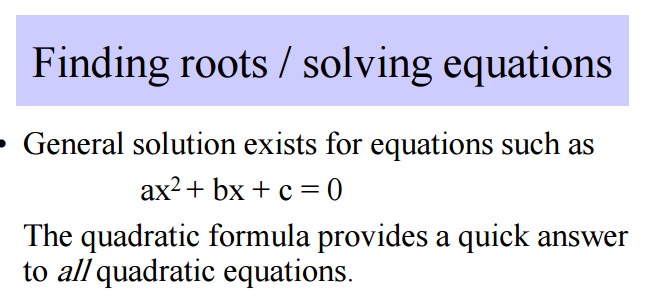 Finding roots / solving equations
• General solution exists for equations such as
ax² + bx + c = 0
The quadratic formula provides a quick answer
to all quadratic equations.